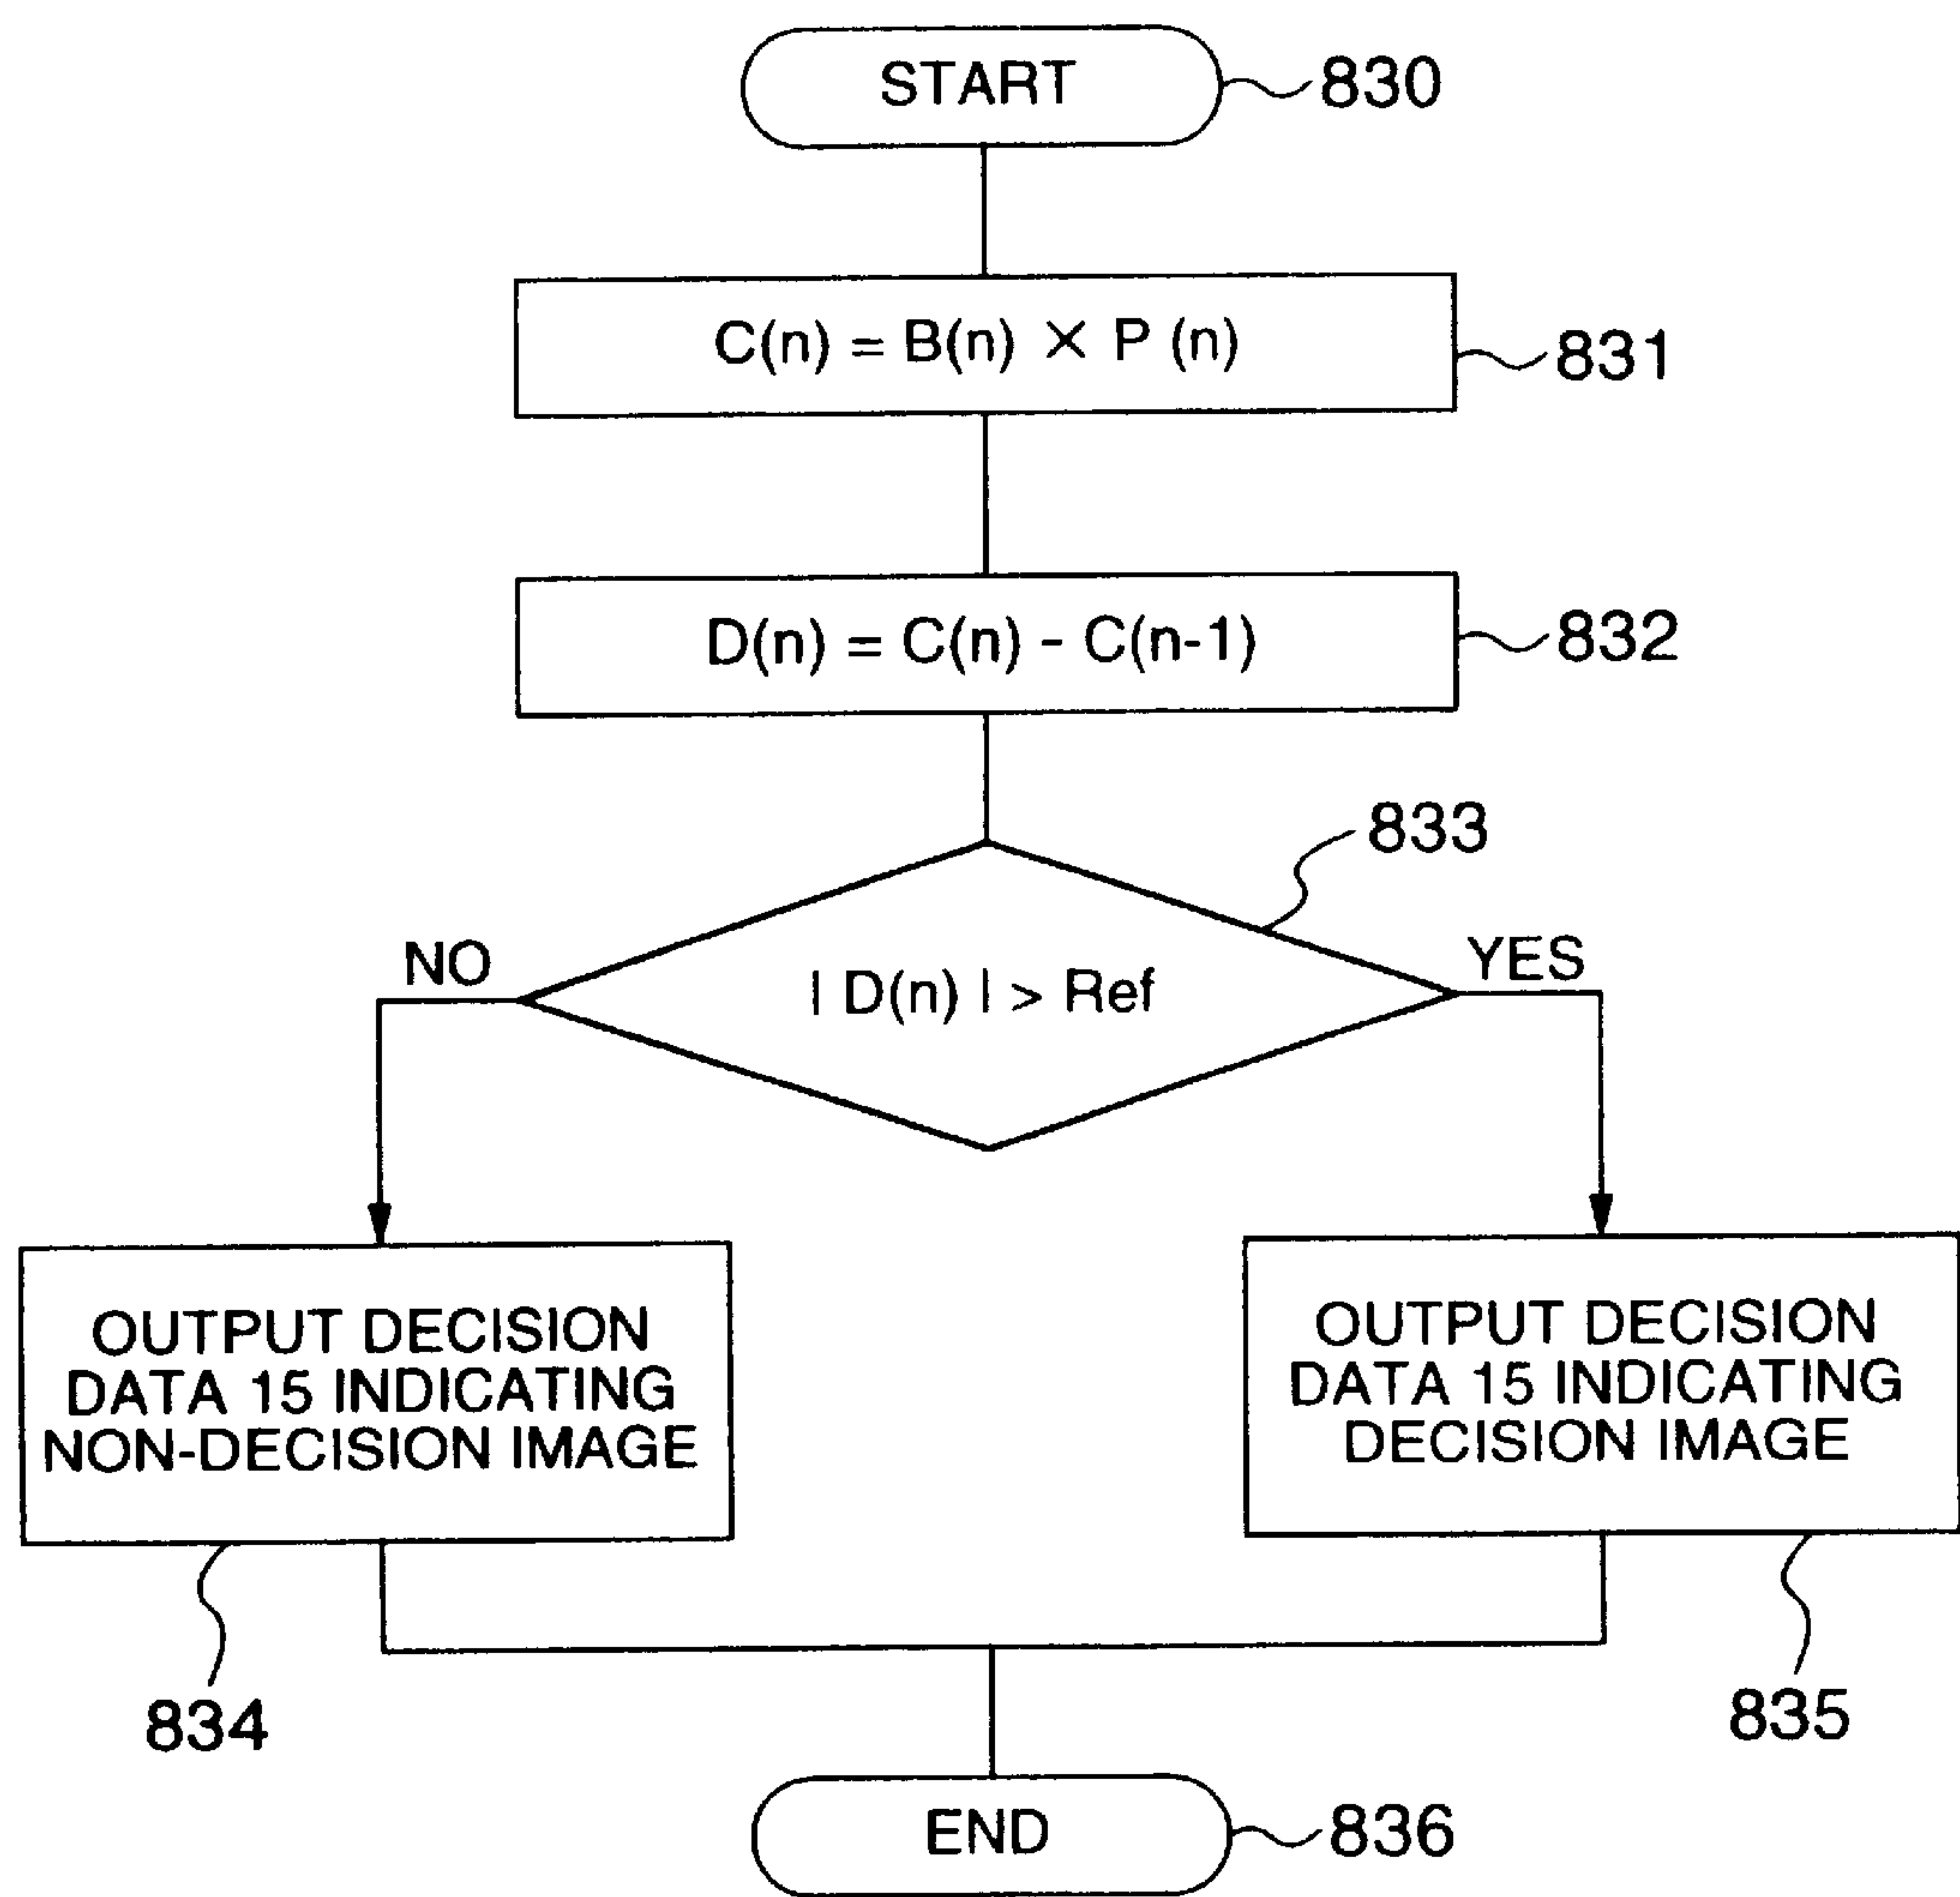 START
830
C(n) = B(n) × P (n)
831
D(n) = C(n) - C(n-1)
832
833
NO
| D(n) | > Ref
YES
OUTPUT DECISION
DATA 15 INDICATING
NON-DECISION IMAGE
OUTPUT DECISION
DATA 15 INDICATING
DECISION IMAGE
834
835
END
836